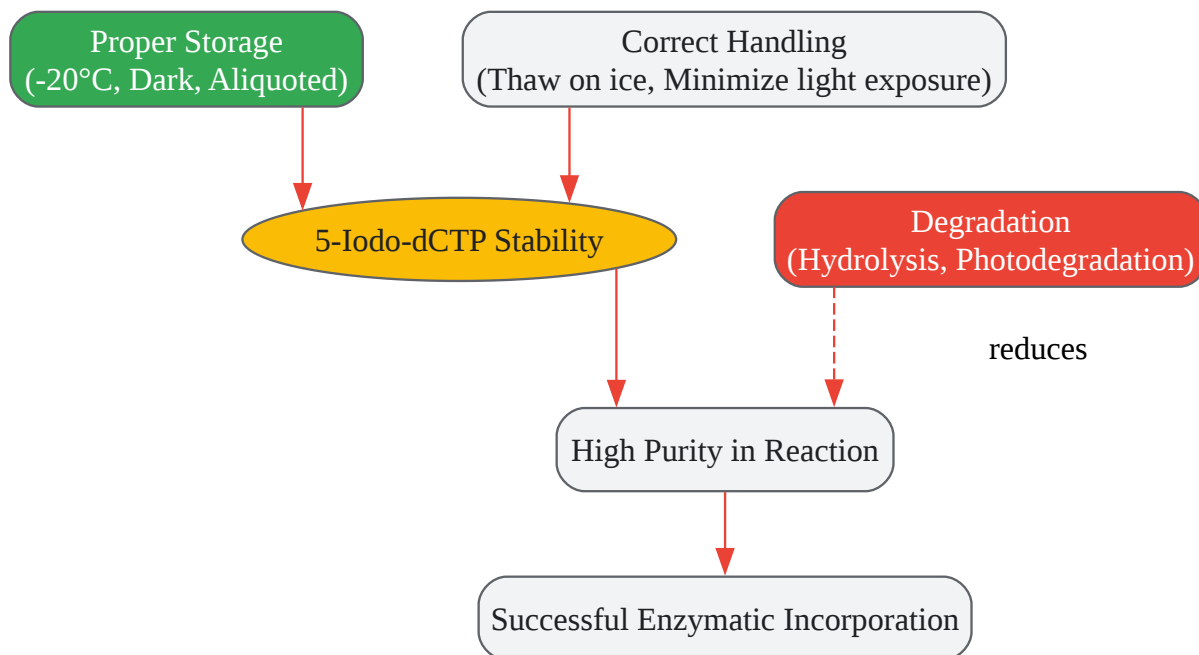 Proper Storage
(-20°C, Dark, Aliquoted)
Correct Handling
(Thaw on ice, Minimize light exposure)
5-Iodo-dCTP Stability
Degradation
(Hydrolysis, Photodegradation)
reduces
High Purity in Reaction
Successful Enzymatic Incorporation